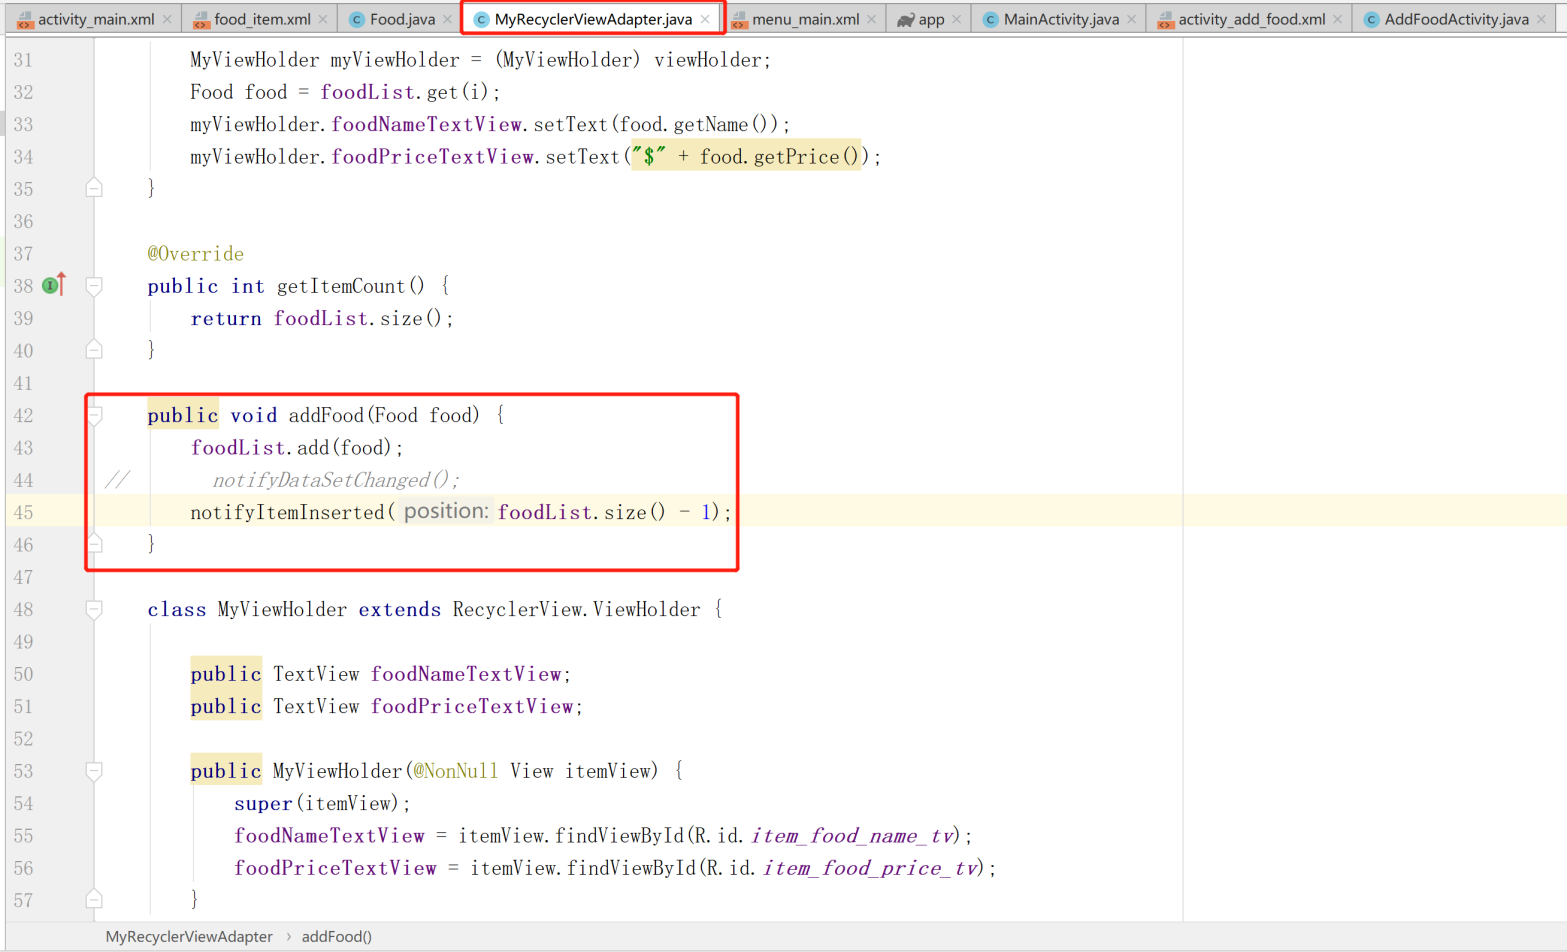 activity_main.xml food_item.xml Food.java MyRecyclerViewAdapter.java menu_main.xml app MainActivity.java activity_add_food.xml AddFoodActivity.java
31 MyViewHolder myViewHolder = (MyViewHolder) viewHolder;
32 Food food = foodList.get(i);
33 myViewHolder.foodNameTextView.setText(food.getName());
34 myViewHolder.foodPriceTextView.setText("$" + food.getPrice());
35 }
36
37 @Override
38 public int getItemCount() {
39 return foodList.size();
40 }
41
42 public void addFood(Food food) {
43 foodList.add(food);
44 // notifyDataSetChanged();
45 notifyItemInserted( position: foodList.size() - 1);
46 }
47
48 class MyViewHolder extends RecyclerView.ViewHolder {
49
50 public TextView foodNameTextView;
51 public TextView foodPriceTextView;
52
53 public MyViewHolder(@NonNull View itemView) {
54 super(itemView);
55 foodNameTextView = itemView.findViewById(R.id.item_food_name_tv);
56 foodPriceTextView = itemView.findViewById(R.id.item_food_price_tv);
57 }
MyRecyclerViewAdapter › addFood()